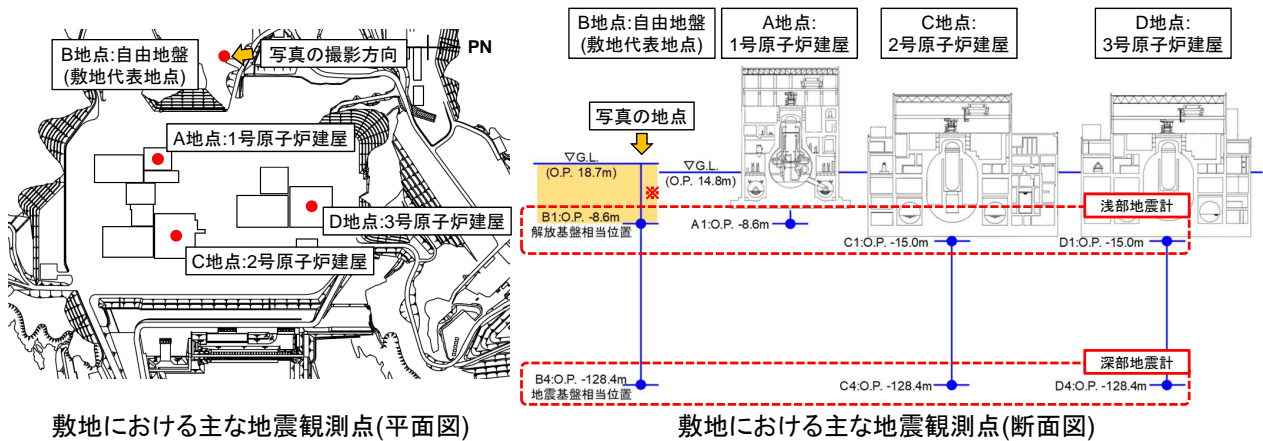 B地点:自由地盤
(敷地代表地点)
写真の撮影方向
PN
A地点:1号原子炉建屋
D地点:3号原子炉建屋
C地点:2号原子炉建屋
敷地における主な地震観測点(平面図)
B地点:自由地盤
(敷地代表地点)
A地点:
1号原子炉建屋
C地点:
2号原子炉建屋
D地点:
3号原子炉建屋
写真の地点
▽G.L.
(O.P. 18.7m)
▽G.L.
(O.P. 14.8m)
※
浅部地震計
B1:O.P. -8.6m
解放基盤相当位置
A1:O.P. -8.6m
C1:O.P. -15.0m
D1:O.P. -15.0m
深部地震計
B4:O.P. -128.4m
地震基盤相当位置
C4:O.P. -128.4m
D4:O.P. -128.4m
敷地における主な地震観測点(断面図)